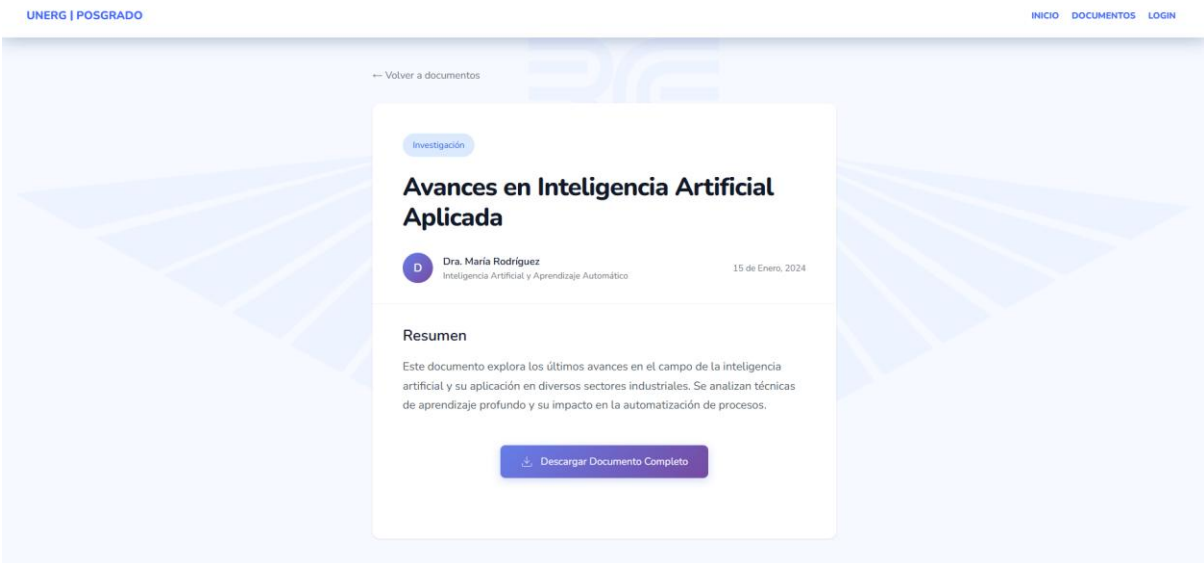 UNERG | POSGRADO
INICIO DOCUMENTOS LOGIN
← Volver a documentos
Investigación
Avances en Inteligencia Artificial
Aplicada
D
Dra. María Rodríguez
Inteligencia Artificial y Aprendizaje Automático
15 de Enero, 2024
Resumen
Este documento explora los últimos avances en el campo de la inteligencia
artificial y su aplicación en diversos sectores industriales. Se analizan técnicas
de aprendizaje profundo y su impacto en la automatización de procesos.
Descargar Documento Completo